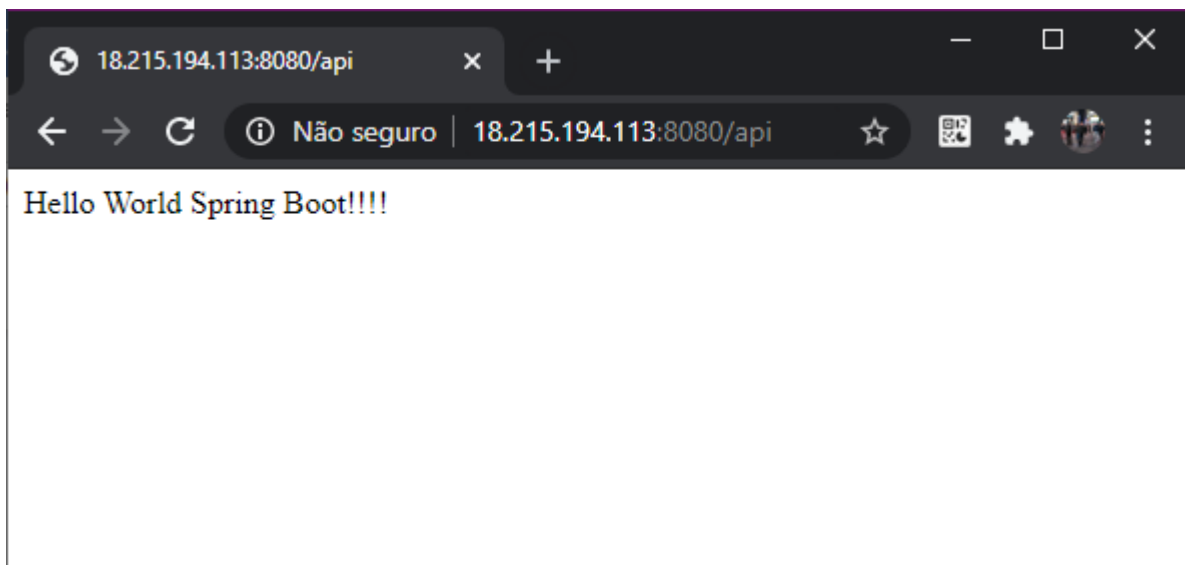 18.215.194.113:8080/api
Não seguro 18.215.194.113:8080/api
Hello World Spring Boot!!!!